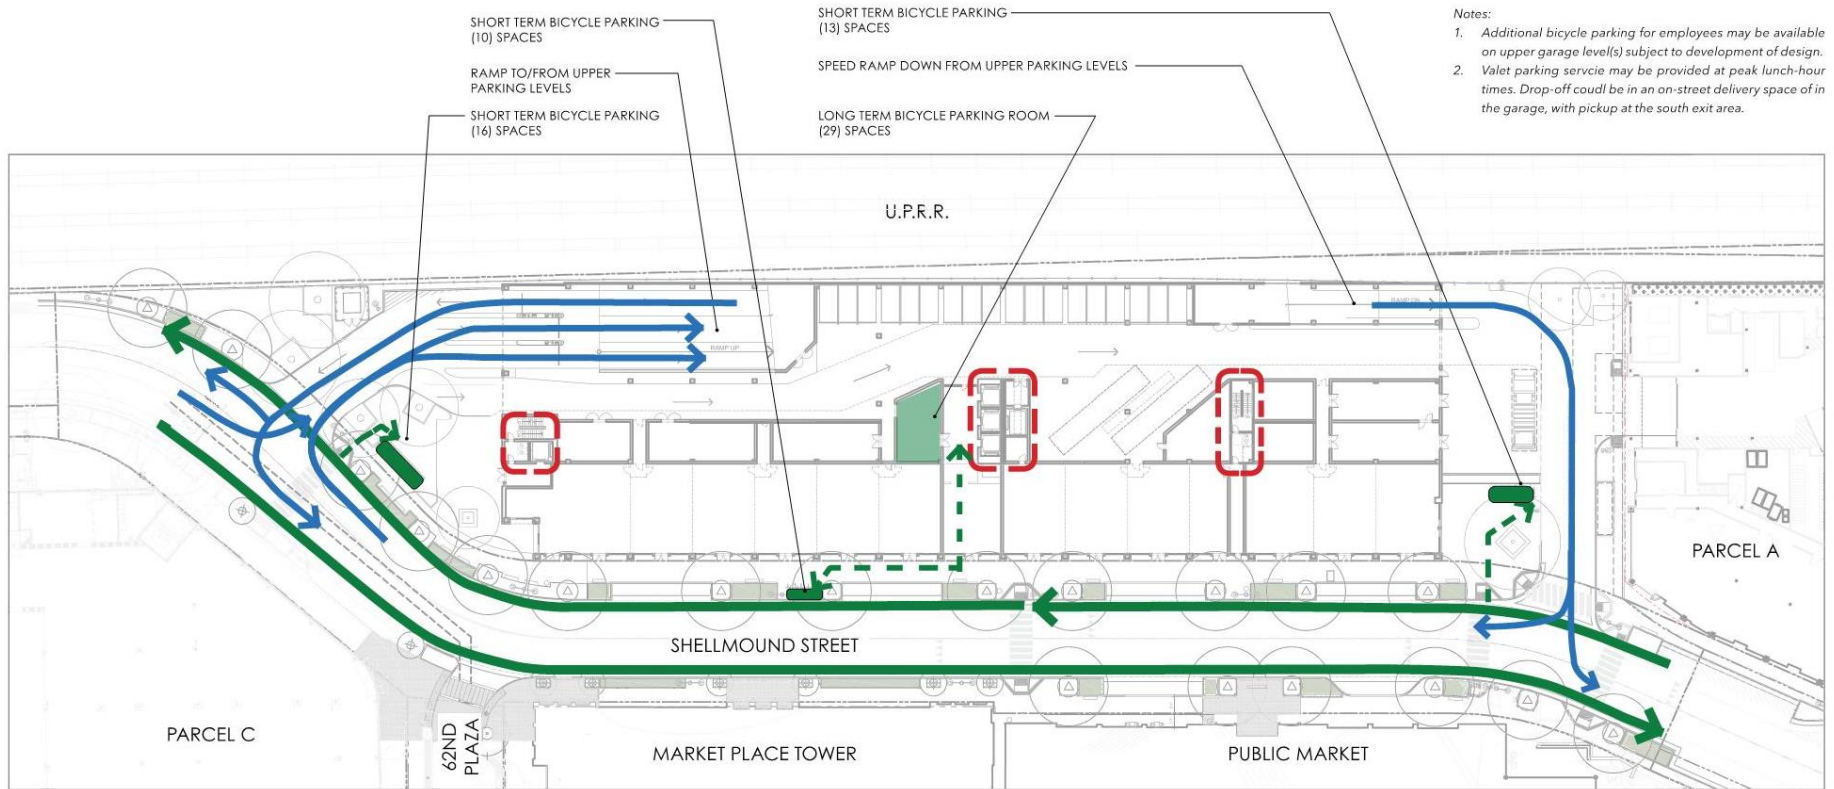 SHORT TERM BICYCLE PARKING
(10) SPACES
RAMP TO/FROM UPPER
PARKING LEVELS
SHORT TERM BICYCLE PARKING
(16) SPACES
SHORT TERM BICYCLE PARKING
(13) SPACES
SPEED RAMP DOWN FROM UPPER PARKING LEVELS
LONG TERM BICYCLE PARKING ROOM
(29) SPACES
Notes:
1. Additional bicycle parking for employees may be available
on upper garage level(s) subject to development of design.
2. Valet parking servcie may be provided at peak lunch-hour
times. Drop-off coudl be in an on-street delivery space of in
the garage, with pickup at the south exit area.
U.P.R.R.
RAMP UP
PARCEL A
SHELLMOUND STREET
PARCEL C
62ND
PLAZA
MARKET PLACE TOWER
PUBLIC MARKET